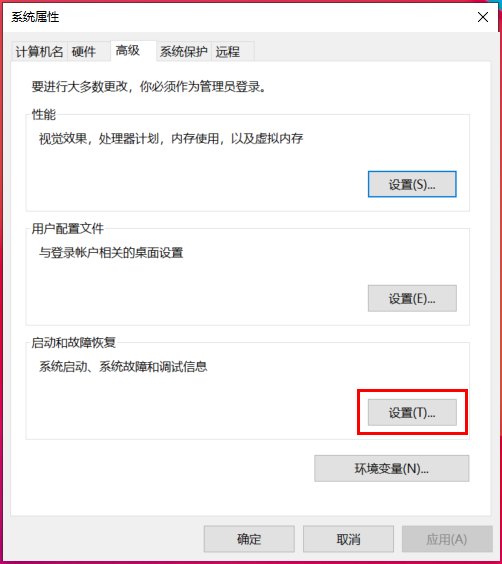 系统属性
计算机名 硬件 高级 系统保护 远程
要进行大多数更改，你必须作为管理员登录。
性能
视觉效果，处理器计划，内存使用，以及虚拟内存
设置(S)...
用户配置文件
与登录帐户相关的桌面设置
设置(E)...
启动和故障恢复
系统启动、系统故障和调试信息
设置(T)...
环境变量(N)...
确定 取消 应用(A)